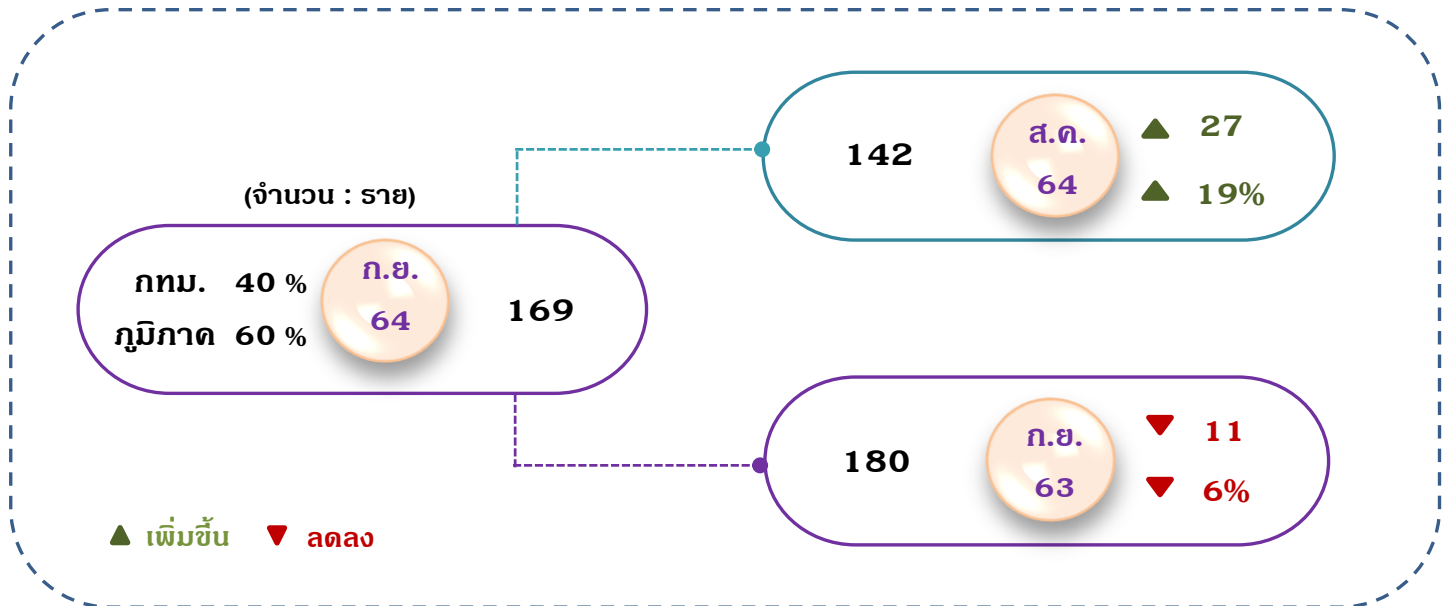 (จำนวน : ราย)
กทม. 40 %
ภูมิภาค 60 %
ก.ย.
64
169
142
ส.ค.
64
▲ 27
▲ 19%
180
ก.ย.
63
▼ 11
▼ 6%
▲ เพิ่มขึ้น ▼ ลดลง